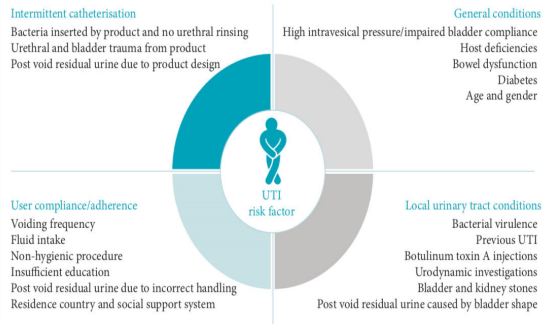 Intermittent catheterisation
Bacteria inserted by product and no urethral rinsing
Urethral and bladder trauma from product
Post void residual urine due to product design
General conditions
High intravesical pressure/impaired bladder compliance
Host deficiencies
Bowel dysfunction
Diabetes
Age and gender
UTI
risk factor
User compliance/adherence
Voiding frequency
Fluid intake
Non-hygienic procedure
Insufficient education
Post void residual urine due to incorrect handling
Residence country and social support system
Local urinary tract conditions
Bacterial virulence
Previous UTI
Botulinum toxin A injections
Urodynamic investigations
Bladder and kidney stones
Post void residual urine caused by bladder shape